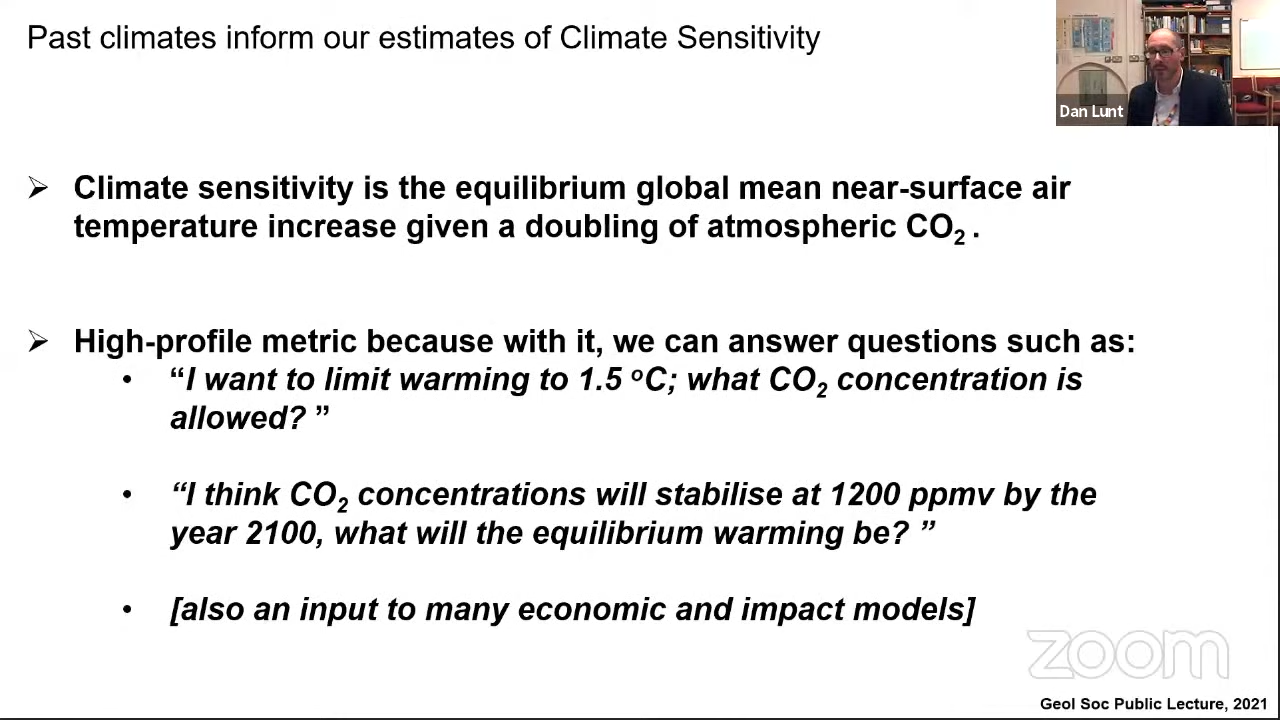 Past climates inform our estimates of Climate Sensitivity
Dan Lunt
➢ Climate sensitivity is the equilibrium global mean near-surface air
temperature increase given a doubling of atmospheric CO₂ .
➢ High-profile metric because with it, we can answer questions such as:
• “I want to limit warming to 1.5 ᵒC; what CO₂ concentration is
allowed? ”
• “I think CO₂ concentrations will stabilise at 1200 ppmv by the
year 2100, what will the equilibrium warming be? ”
• [also an input to many economic and impact models]
zoom
Geol Soc Public Lecture, 2021